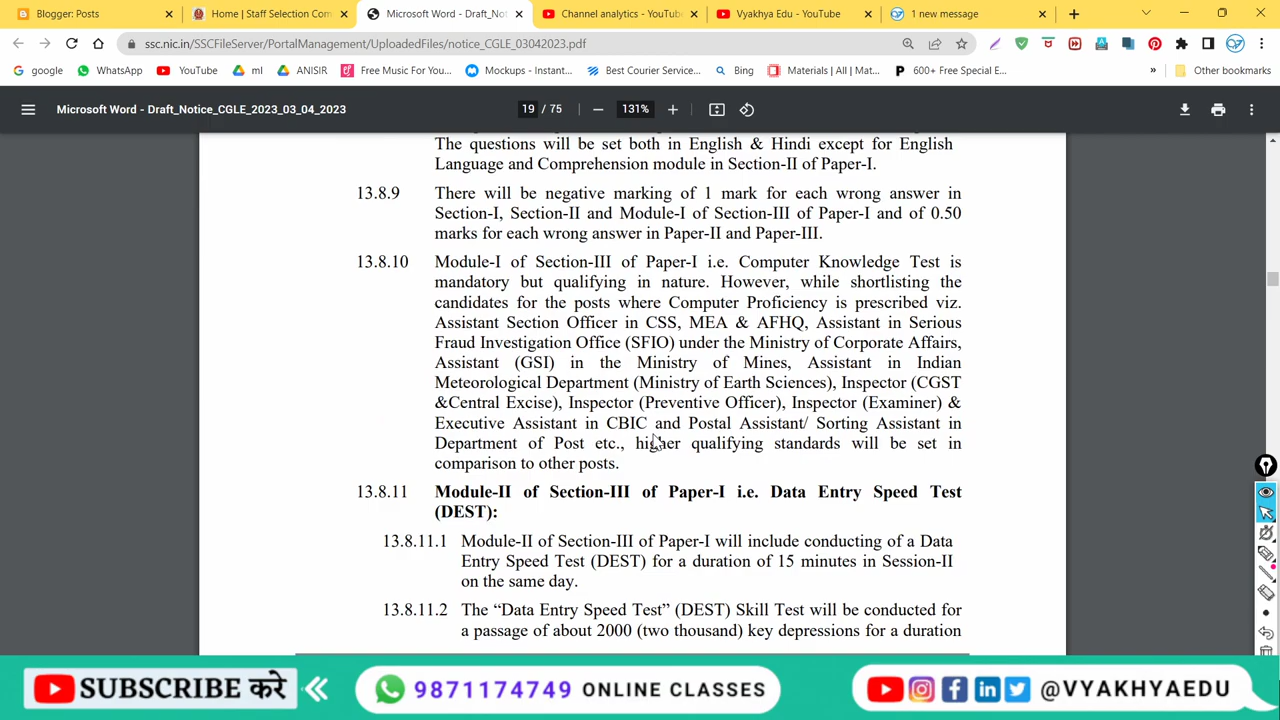 Blogger: Posts
Home | Staff Selection Com
Microsoft Word - Draft_Not
Channel analytics - YouTub
Vyakhya Edu - YouTube
1 new message
ssc.nic.in/SSCFileServer/PortalManagement/UploadedFiles/notice_CGLE_03042023.pdf
google
WhatsApp
YouTube
ml
ANISIR
Free Music For You...
Mockups - Instant...
Best Courier Service...
Bing
Materials | All | Mat...
600+ Free Special E...
»
Other bookmarks
Microsoft Word - Draft_Notice_CGLE_2023_03_04_2023
19 / 75
131%
The questions will be set both in English & Hindi except for English
Language and Comprehension module in Section-II of Paper-I.
13.8.9 There will be negative marking of 1 mark for each wrong answer in
Section-I, Section-II and Module-I of Section-III of Paper-I and of 0.50
marks for each wrong answer in Paper-II and Paper-III.
13.8.10 Module-I of Section-III of Paper-I i.e. Computer Knowledge Test is
mandatory but qualifying in nature. However, while shortlisting the
candidates for the posts where Computer Proficiency is prescribed viz.
Assistant Section Officer in CSS, MEA & AFHQ, Assistant in Serious
Fraud Investigation Office (SFIO) under the Ministry of Corporate Affairs,
Assistant (GSI) in the Ministry of Mines, Assistant in Indian
Meteorological Department (Ministry of Earth Sciences), Inspector (CGST
&Central Excise), Inspector (Preventive Officer), Inspector (Examiner) &
Executive Assistant in CBIC and Postal Assistant/ Sorting Assistant in
Department of Post etc., higher qualifying standards will be set in
comparison to other posts.
13.8.11 Module-II of Section-III of Paper-I i.e. Data Entry Speed Test
(DEST):
13.8.11.1 Module-II of Section-III of Paper-I will include conducting of a Data
Entry Speed Test (DEST) for a duration of 15 minutes in Session-II
on the same day.
13.8.11.2 The “Data Entry Speed Test” (DEST) Skill Test will be conducted for
a passage of about 2000 (two thousand) key depressions for a duration
SUBSCRIBE करे
9871174749 ONLINE CLASSES
@VYAKHYAEDU